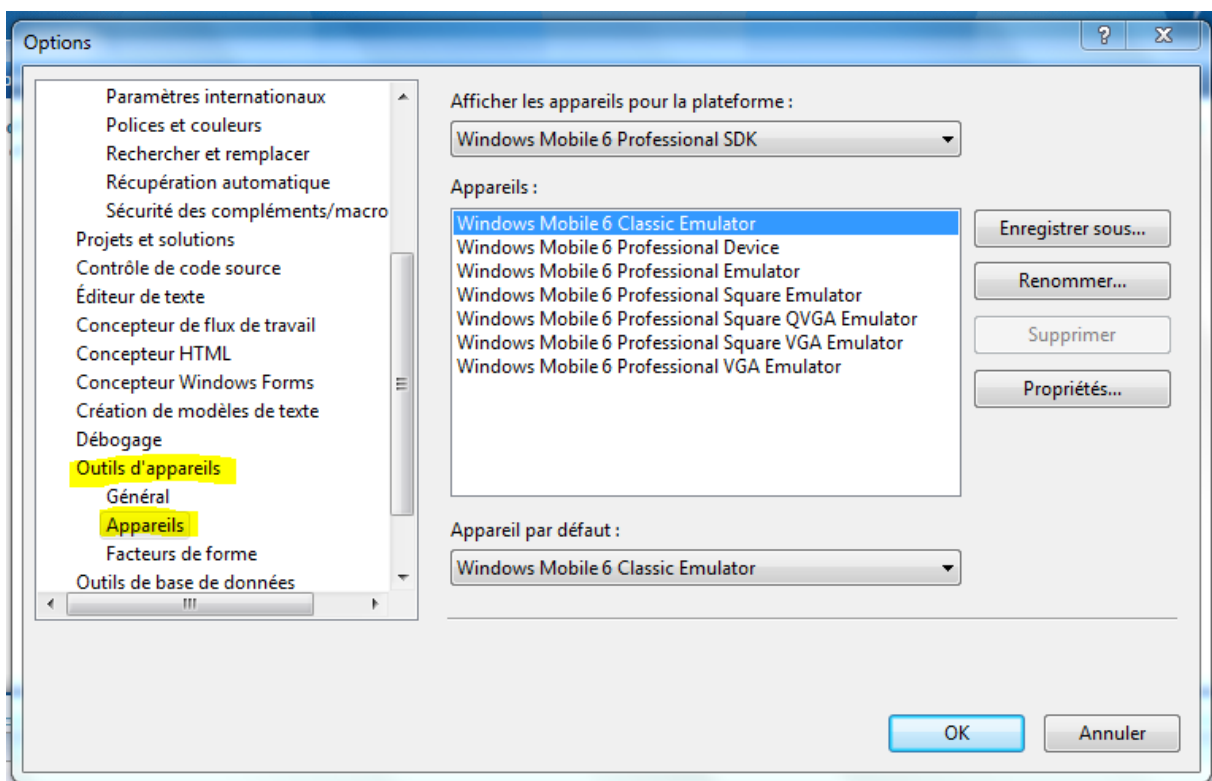 Options
Paramètres internationaux
Polices et couleurs
Rechercher et remplacer
Récupération automatique
Sécurité des compléments/macro
Projets et solutions
Contrôle de code source
Éditeur de texte
Concepteur de flux de travail
Concepteur HTML
Concepteur Windows Forms
Création de modèles de texte
Débogage
Outils d'appareils
Général
Appareils
Facteurs de forme
Outils de base de données
Afficher les appareils pour la plateforme :
Windows Mobile 6 Professional SDK
Appareils :
Windows Mobile 6 Classic Emulator
Windows Mobile 6 Professional Device
Windows Mobile 6 Professional Emulator
Windows Mobile 6 Professional Square Emulator
Windows Mobile 6 Professional Square QVGA Emulator
Windows Mobile 6 Professional Square VGA Emulator
Windows Mobile 6 Professional VGA Emulator
Enregistrer sous...
Renommer...
Supprimer
Propriétés...
Appareil par défaut :
Windows Mobile 6 Classic Emulator
OK
Annuler